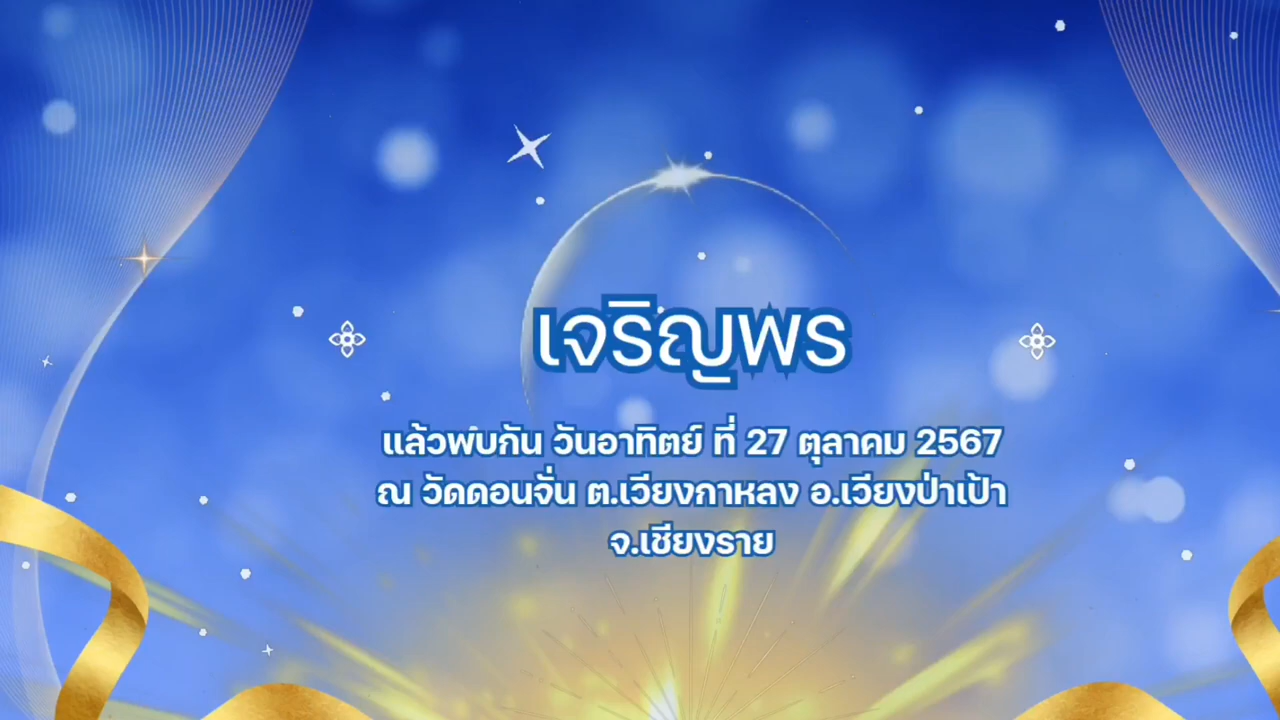 เจริญพร
แล้วพบกัน วันอาทิตย์ ที่ 27 ตุลาคม 2567
ณ วัดดอนจั่น ต.เวียงกาหลง อ.เวียงป่าเป้า
จ.เชียงราย